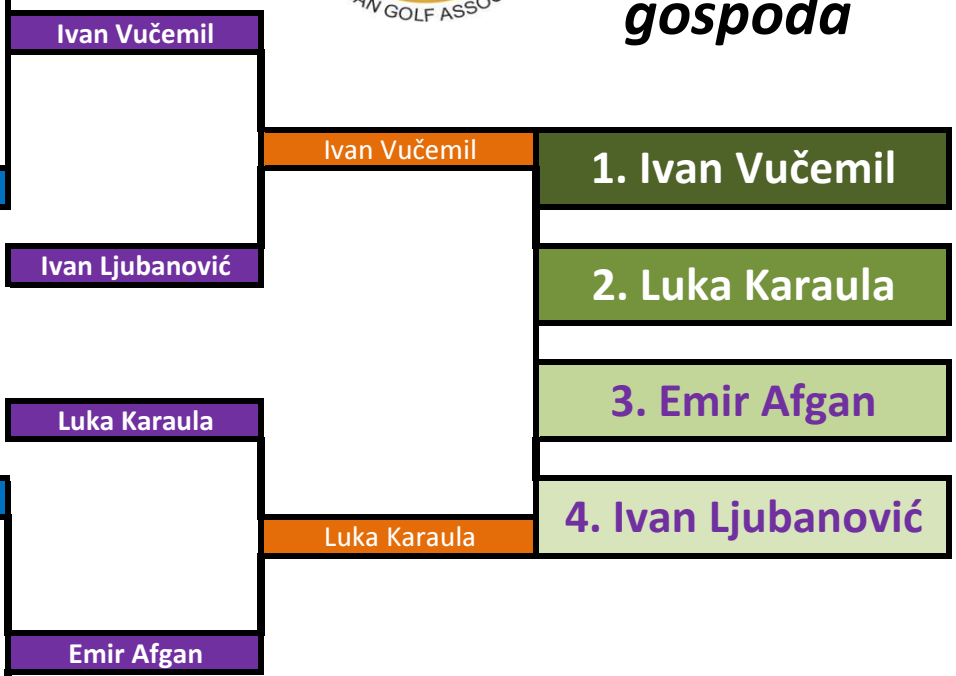 GOLF
gospoda
Ivan Vučemil
Ivan Vučemil
1. Ivan Vučemil
Ivan Ljubanović
2. Luka Karaula
3. Emir Afgan
Luka Karaula
4. Ivan Ljubanović
Luka Karaula
Emir Afgan